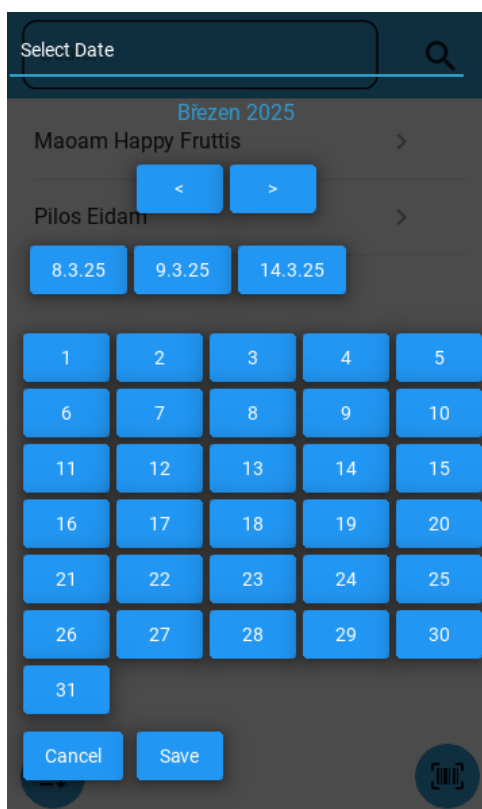 Select Date
Březen 2025
Maoam Happy Fruttis
< >
Pilos Eidam
8.3.25 9.3.25 14.3.25
1 2 3 4 5
6 7 8 9 10
11 12 13 14 15
16 17 18 19 20
21 22 23 24 25
26 27 28 29 30
31
Cancel Save